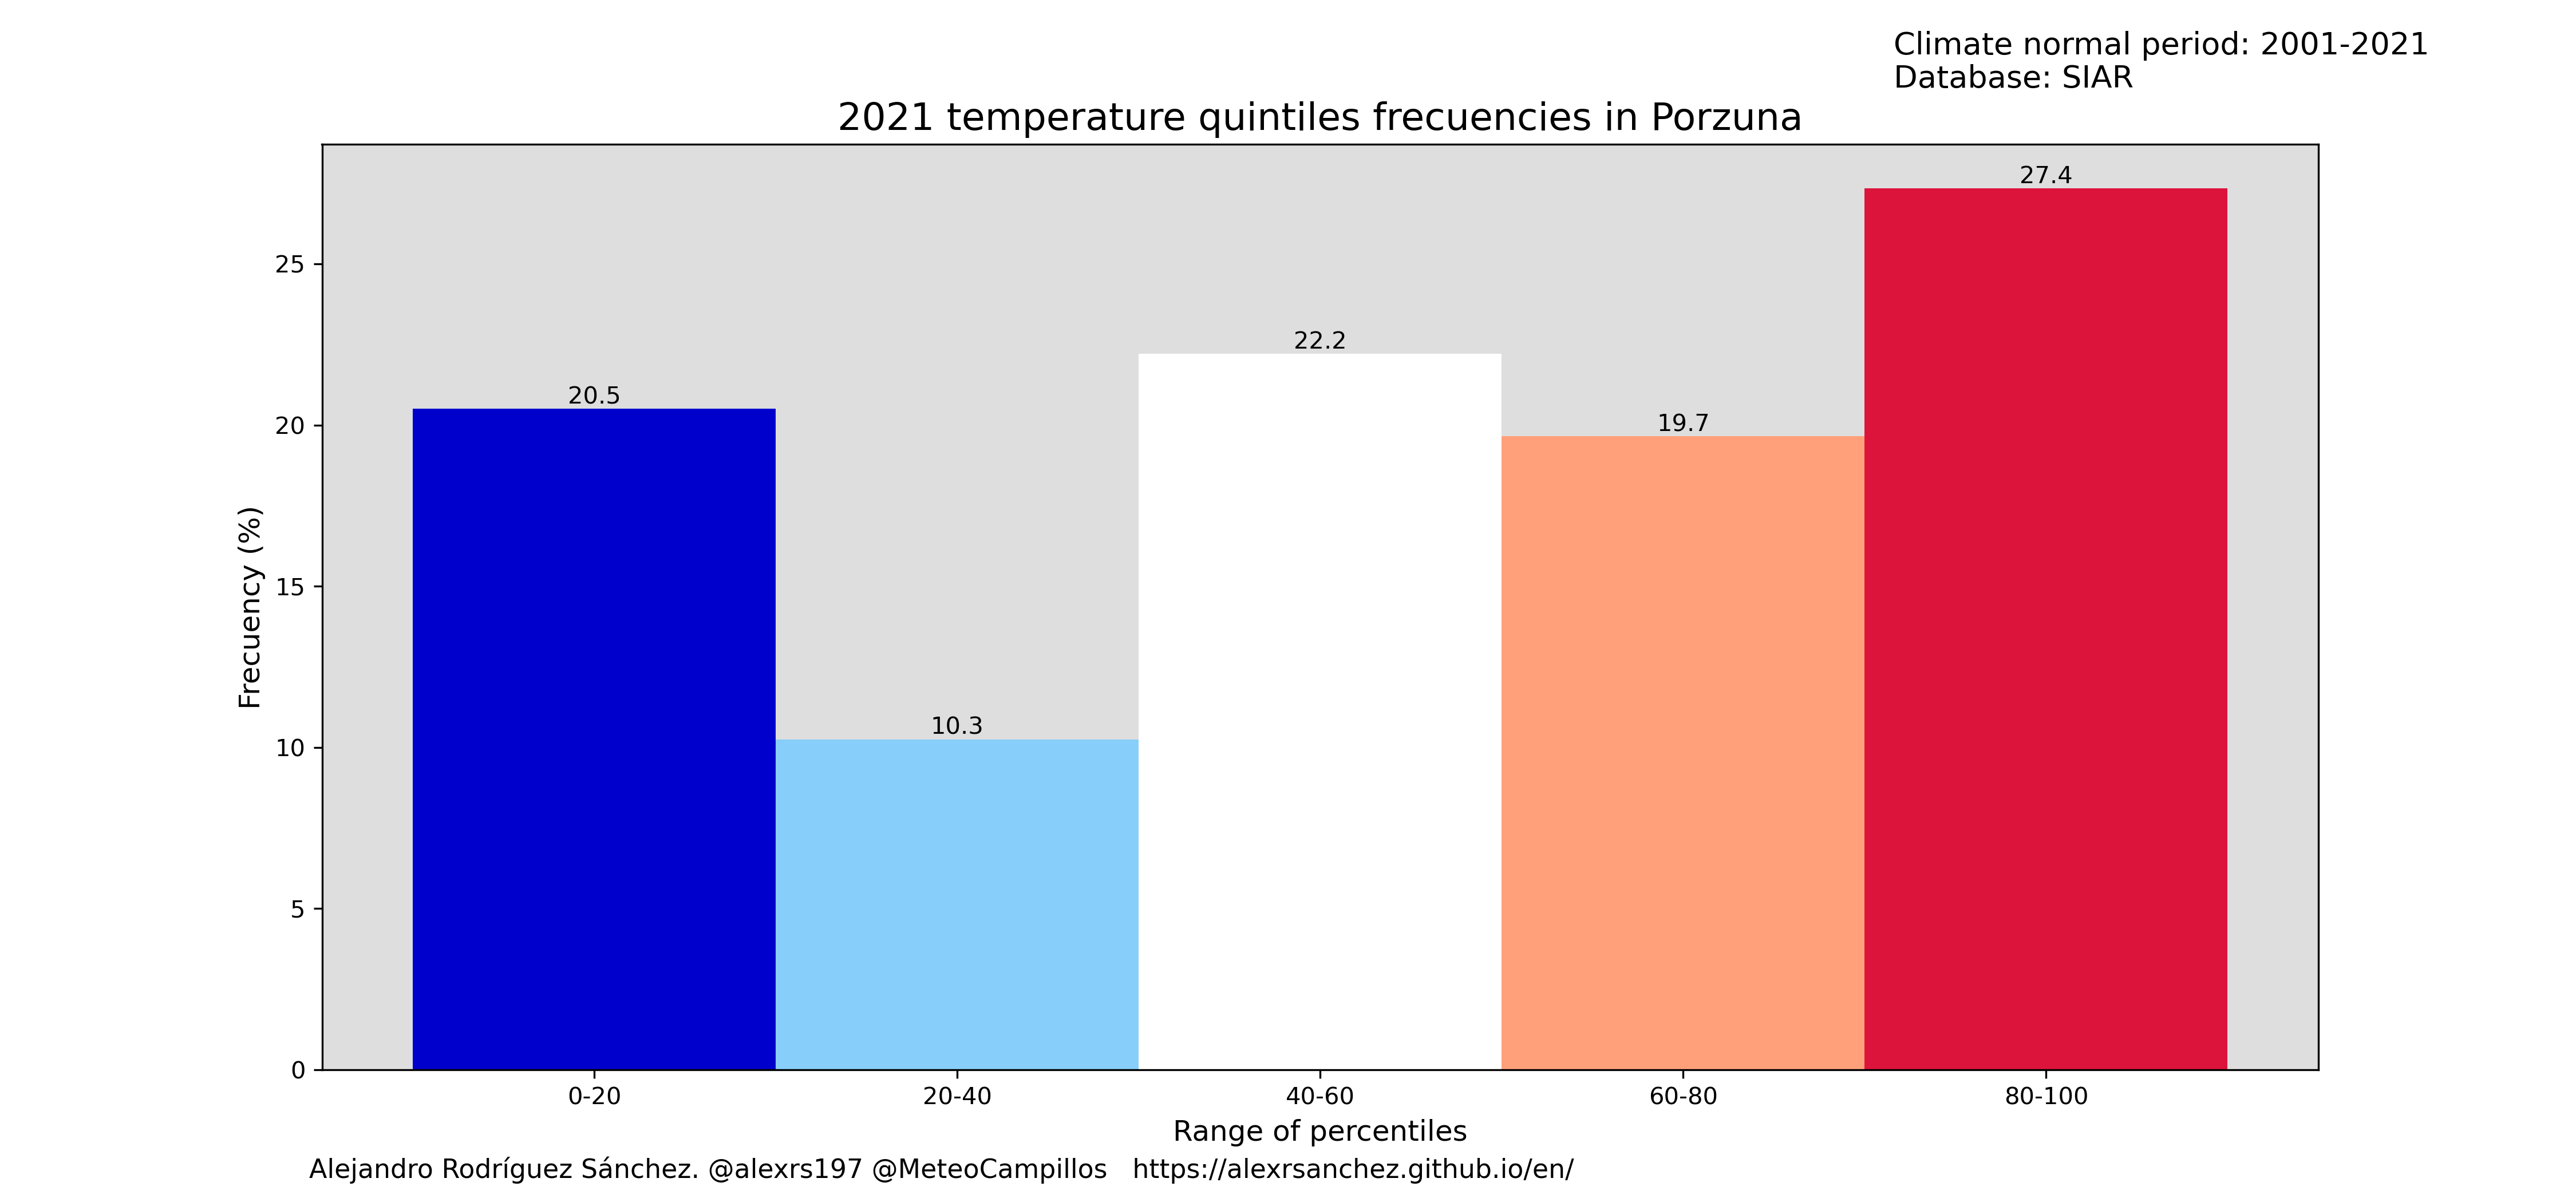 Climate normal period: 2001-2021
Database: SIAR
2021 temperature quintiles frecuencies in Porzuna
27.4
25
22.2
20.5
20
19.7
Frecuency (%)
15
10.3
10
5
0
0-20 20-40 40-60 60-80 80-100
Range of percentiles
Alejandro Rodríguez Sánchez. @alexrs197 @MeteoCampillos https://alexrsanchez.github.io/en/